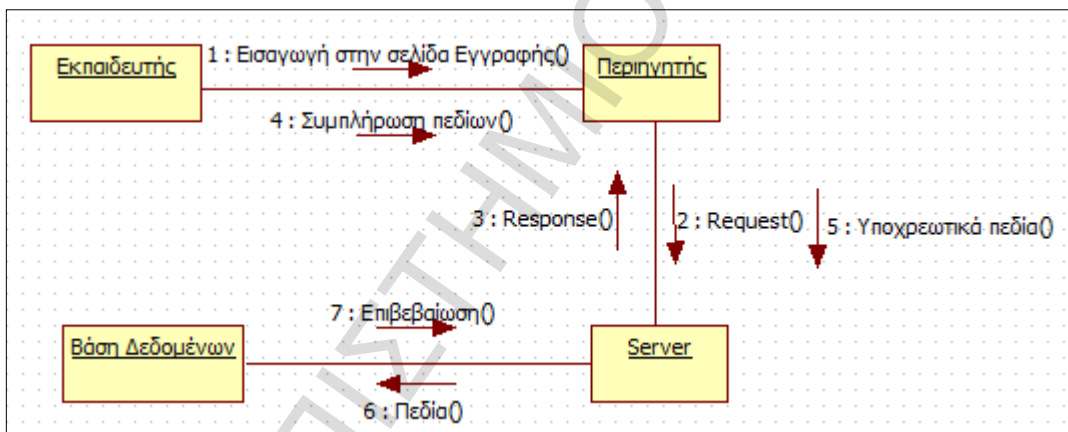 Εκπαιδευτής
1 : Εισαγωγή στην σελίδα Εγγραφής()
Περιηγητής
4 : Συμπλήρωση πεδίων()
3 : Response()
2 : Request()
5 : Υποχρεωτικά πεδία()
7 : Επιβεβαίωση()
Βάση Δεδομένων
Server
6 : Πεδία()
ΠΙΣΤΗΜΙΟ